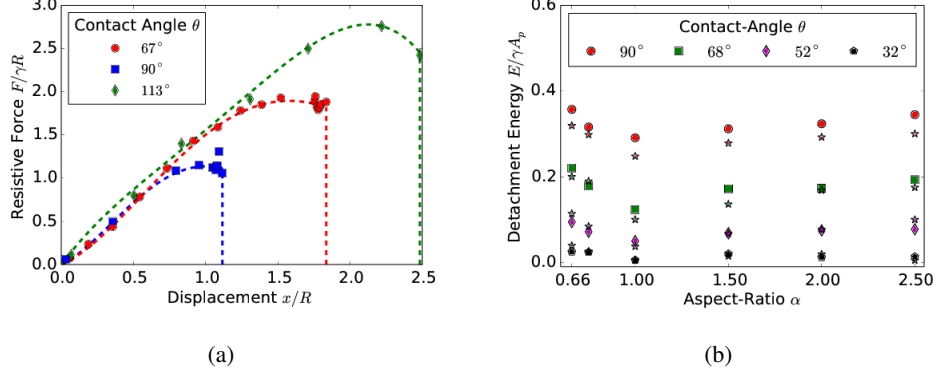 3.0
2.5
2.0
1.5
1.0
0.5
0.0
Resistive Force F/γR
Contact Angle θ
67°
90°
113°
0.0 0.5 1.0 1.5 2.0 2.5
Displacement x/R
(a)
0.6
0.4
0.2
0.0
Detachment Energy E/γA_p
Contact-Angle θ
90° 68° 52° 32°
0.66 1.00 1.50 2.00 2.50
Aspect-Ratio α
(b)